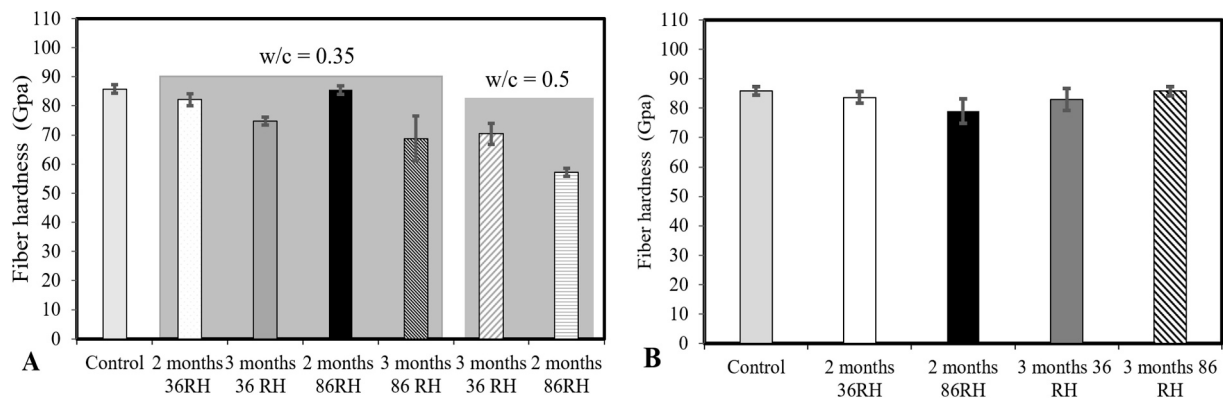 110
100
90
80
70
60
50
40
30
20
10
0
Fiber hardness (Gpa)
w/c = 0.35
w/c = 0.5
Control
2 months
36RH
3 months
36 RH
2 months
86RH
3 months
86 RH
3 months
36 RH
2 months
86RH
A
110
100
90
80
70
60
50
40
30
20
10
0
Fiber hardness (Gpa)
Control
2 months
36RH
2 months
86RH
3 months 36
RH
3 months 86
RH
B